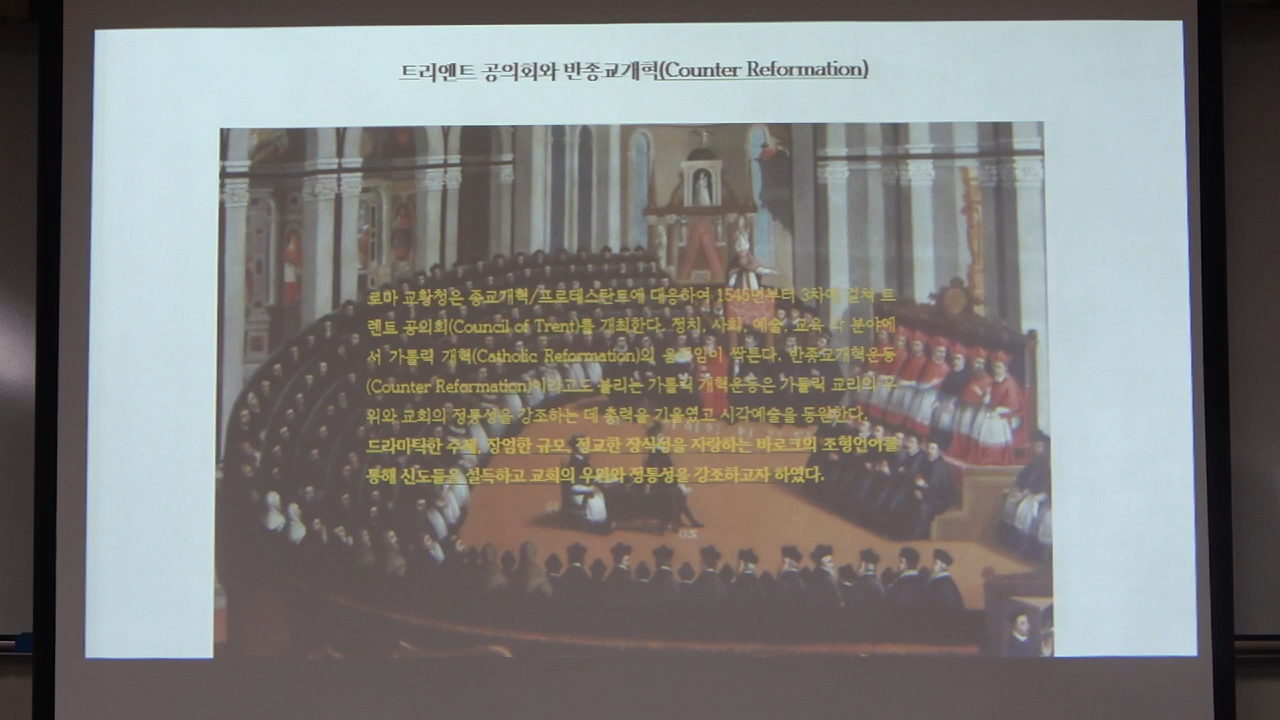 트리엔트 공의회와 반종교개혁(Counter Reformation)
로마 교황청은 종교개혁/프로테스탄트에 대응하여 1545년부터 3차에 걸쳐 트
렌트 공의회(Council of Trent)를 개최한다. 정치, 사회, 예술, 교육 각 분야에
서 가톨릭 개혁(Catholic Reformation)의 움직임이 싹튼다. 반종교개혁운동
(Counter Reformation)이라고도 불리는 가톨릭 개혁운동은 가톨릭 교리의 우
위와 교회의 정통성을 강조하는 데 총력을 기울였고 시각예술을 동원한다.
드라마틱한 주제, 장엄한 규모, 정교한 장식성을 자랑하는 바로크의 조형언어를
통해 신도들을 설득하고 교회의 우위와 정통성을 강조하고자 하였다.